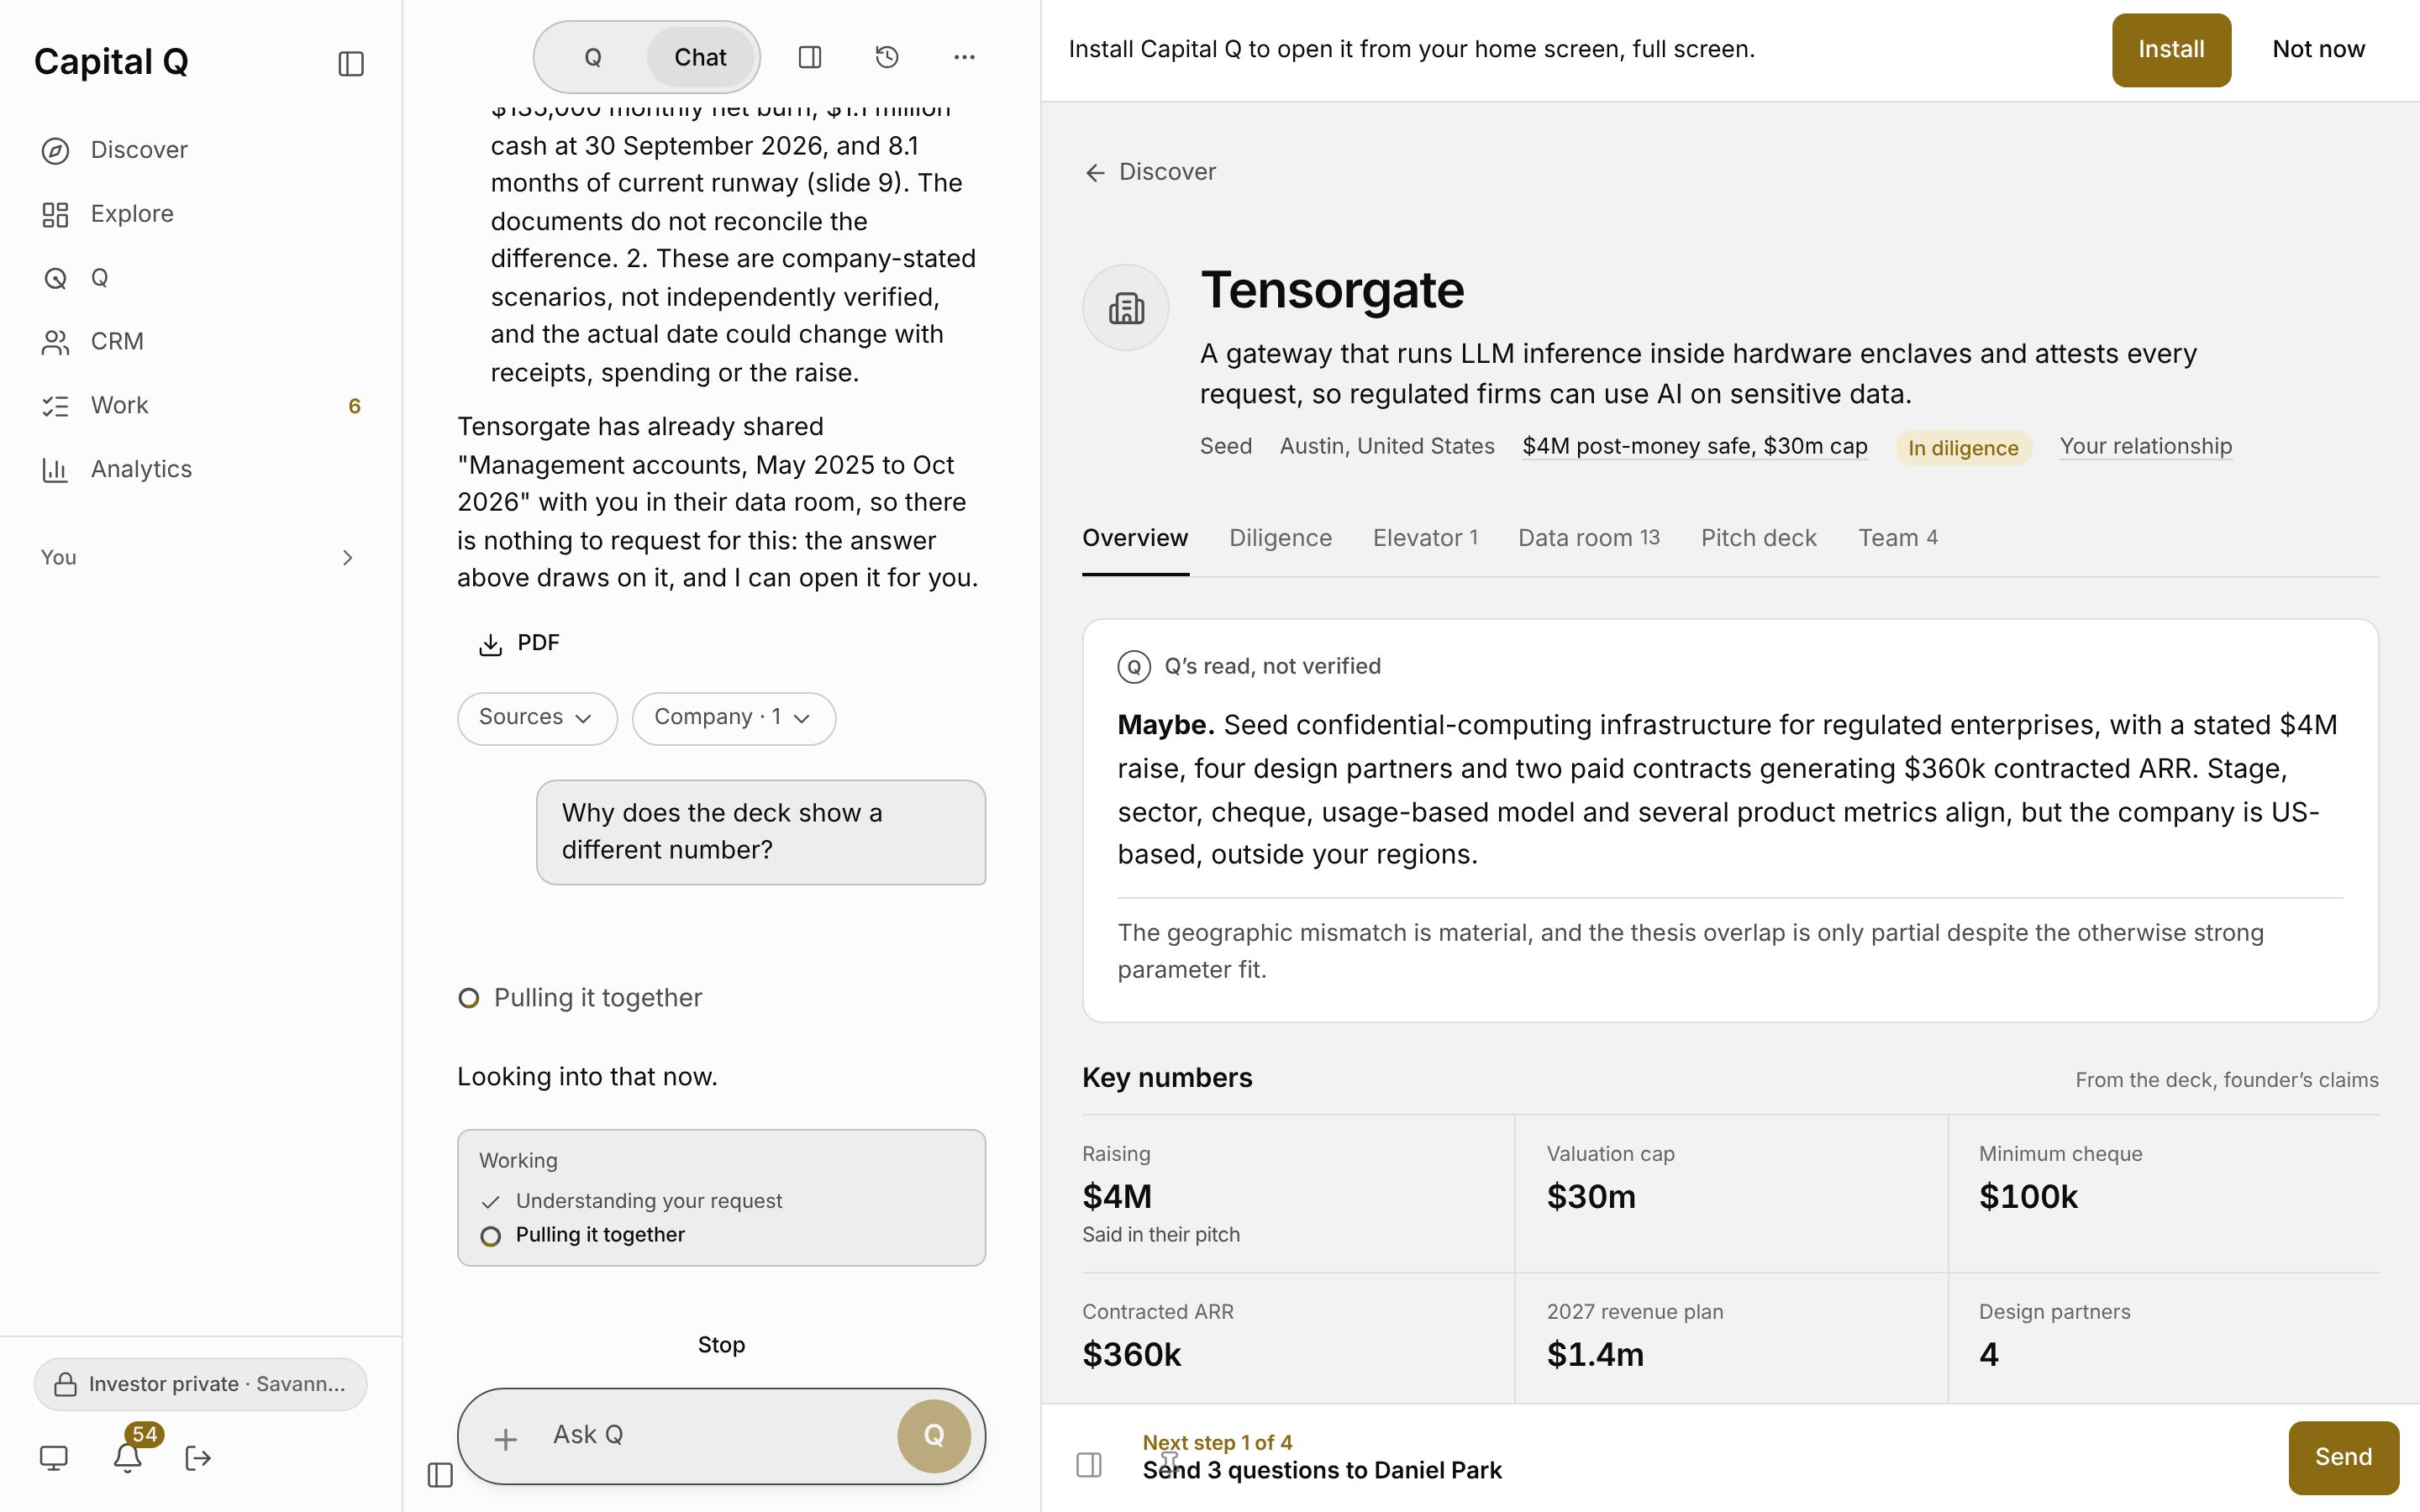 Capital Q
Discover
Explore
Q
CRM
Work 6
Analytics
You
Investor private · Savann...
54
Q Chat
$135,000 monthly net burn, $1.1 million
cash at 30 September 2026, and 8.1
months of current runway (slide 9). The
documents do not reconcile the
difference. 2. These are company-stated
scenarios, not independently verified,
and the actual date could change with
receipts, spending or the raise.
Tensorgate has already shared
"Management accounts, May 2025 to Oct
2026" with you in their data room, so there
is nothing to request for this: the answer
above draws on it, and I can open it for you.
PDF
Sources Company · 1
Why does the deck show a
different number?
Pulling it together
Looking into that now.
Working
Understanding your request
Pulling it together
Stop
Ask Q Q
Install Capital Q to open it from your home screen, full screen. Install Not now
Discover
Tensorgate
A gateway that runs LLM inference inside hardware enclaves and attests every
request, so regulated firms can use AI on sensitive data.
Seed Austin, United States $4M post-money safe, $30m cap In diligence Your relationship
Overview Diligence Elevator 1 Data room 13 Pitch deck Team 4
Q Q’s read, not verified
Maybe. Seed confidential-computing infrastructure for regulated enterprises, with a stated $4M
raise, four design partners and two paid contracts generating $360k contracted ARR. Stage,
sector, cheque, usage-based model and several product metrics align, but the company is US-
based, outside your regions.
The geographic mismatch is material, and the thesis overlap is only partial despite the otherwise strong
parameter fit.
Key numbers From the deck, founder’s claims
Raising Valuation cap Minimum cheque
$4M $30m $100k
Said in their pitch
Contracted ARR 2027 revenue plan Design partners
$360k $1.4m 4
Next step 1 of 4
Send 3 questions to Daniel Park
Send